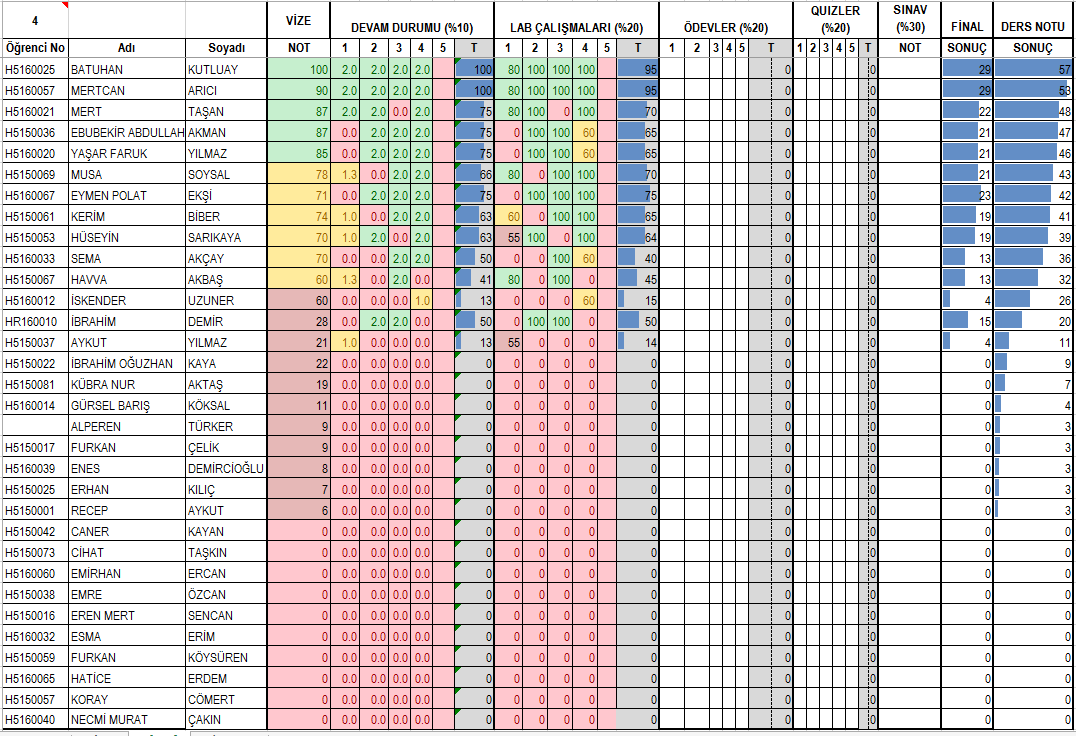 4 VİZE DEVAM DURUMU (%10) LAB ÇALIŞMALARI (%20) ÖDEVLER (%20) QUIZLER (%20) SINAV (%30) FİNAL DERS NOTU
Öğrenci No Adı Soyadı NOT 1 2 3 4 5 T 1 2 3 4 5 T 1 2 3 4 5 T 1 2 3 4 5 T NOT SONUÇ SONUÇ
H5160025 BATUHAN KUTLUAY 100 2.0 2.0 2.0 2.0 100 80 100 100 100 95 0 0 29 57
H5160057 MERTCAN ARICI 90 2.0 2.0 2.0 2.0 100 80 100 100 100 95 0 0 29 53
H5160021 MERT TAŞAN 87 2.0 2.0 0.0 2.0 75 80 100 0 100 70 0 0 22 48
H5150036 EBUBEKİR ABDULLAH AKMAN 87 0.0 2.0 2.0 2.0 75 0 100 100 60 65 0 0 21 47
H5160020 YAŞAR FARUK YILMAZ 85 0.0 2.0 2.0 2.0 75 0 100 100 60 65 0 0 21 46
H5150069 MUSA SOYSAL 78 1.3 0.0 2.0 2.0 66 80 0 100 100 70 0 0 21 43
H5160067 EYMEN POLAT EKŞİ 71 0.0 2.0 2.0 2.0 75 0 100 100 100 75 0 0 23 42
H5150061 KERİM BİBER 74 1.0 0.0 2.0 2.0 63 60 0 100 100 65 0 0 19 41
H5150053 HÜSEYİN SARIKAYA 70 1.0 2.0 0.0 2.0 63 55 100 0 100 64 0 0 19 39
H5160033 SEMA AKÇAY 70 0.0 0.0 2.0 2.0 50 0 0 100 60 40 0 0 13 36
H5150067 HAVVA AKBAŞ 60 1.3 0.0 2.0 0.0 41 80 0 100 0 45 0 0 13 32
H5160012 İSKENDER UZUNER 60 0.0 0.0 0.0 1.0 13 0 0 0 60 15 0 0 4 26
HR160010 İBRAHİM DEMİR 28 0.0 2.0 2.0 0.0 50 0 100 100 0 50 0 0 15 20
H5150037 AYKUT YILMAZ 21 1.0 0.0 0.0 0.0 13 55 0 0 0 14 0 0 4 11
H5150022 İBRAHİM OĞUZHAN KAYA 22 0.0 0.0 0.0 0.0 0 0 0 0 0 0 0 0 0 9
H5150081 KÜBRA NUR AKTAŞ 19 0.0 0.0 0.0 0.0 0 0 0 0 0 0 0 0 0 7
H5160014 GÜRSEL BARIŞ KÖKSAL 11 0.0 0.0 0.0 0.0 0 0 0 0 0 0 0 0 0 4
ALPEREN TÜRKER 9 0.0 0.0 0.0 0.0 0 0 0 0 0 0 0 0 0 3
H5150017 FURKAN ÇELİK 9 0.0 0.0 0.0 0.0 0 0 0 0 0 0 0 0 0 3
H5160039 ENES DEMİRCİOĞLU 8 0.0 0.0 0.0 0.0 0 0 0 0 0 0 0 0 0 3
H5150025 ERHAN KILIÇ 7 0.0 0.0 0.0 0.0 0 0 0 0 0 0 0 0 0 3
H5150001 RECEP AYKUT 6 0.0 0.0 0.0 0.0 0 0 0 0 0 0 0 0 0 3
H5150042 CANER KAYAN 0 0.0 0.0 0.0 0.0 0 0 0 0 0 0 0 0 0 0
H5150073 CİHAT TAŞKIN 0 0.0 0.0 0.0 0.0 0 0 0 0 0 0 0 0 0 0
H5160060 EMİRHAN ERCAN 0 0.0 0.0 0.0 0.0 0 0 0 0 0 0 0 0 0 0
H5150038 EMRE ÖZCAN 0 0.0 0.0 0.0 0.0 0 0 0 0 0 0 0 0 0 0
H5150016 EREN MERT SENCAN 0 0.0 0.0 0.0 0.0 0 0 0 0 0 0 0 0 0 0
H5160032 ESMA ERİM 0 0.0 0.0 0.0 0.0 0 0 0 0 0 0 0 0 0 0
H5150059 FURKAN KÖYSÜREN 0 0.0 0.0 0.0 0.0 0 0 0 0 0 0 0 0 0 0
H5160065 HATİCE ERDEM 0 0.0 0.0 0.0 0.0 0 0 0 0 0 0 0 0 0 0
H5150057 KORAY CÖMERT 0 0.0 0.0 0.0 0.0 0 0 0 0 0 0 0 0 0 0
H5160040 NECMİ MURAT ÇAKIN 0 0.0 0.0 0.0 0.0 0 0 0 0 0 0 0 0 0 0